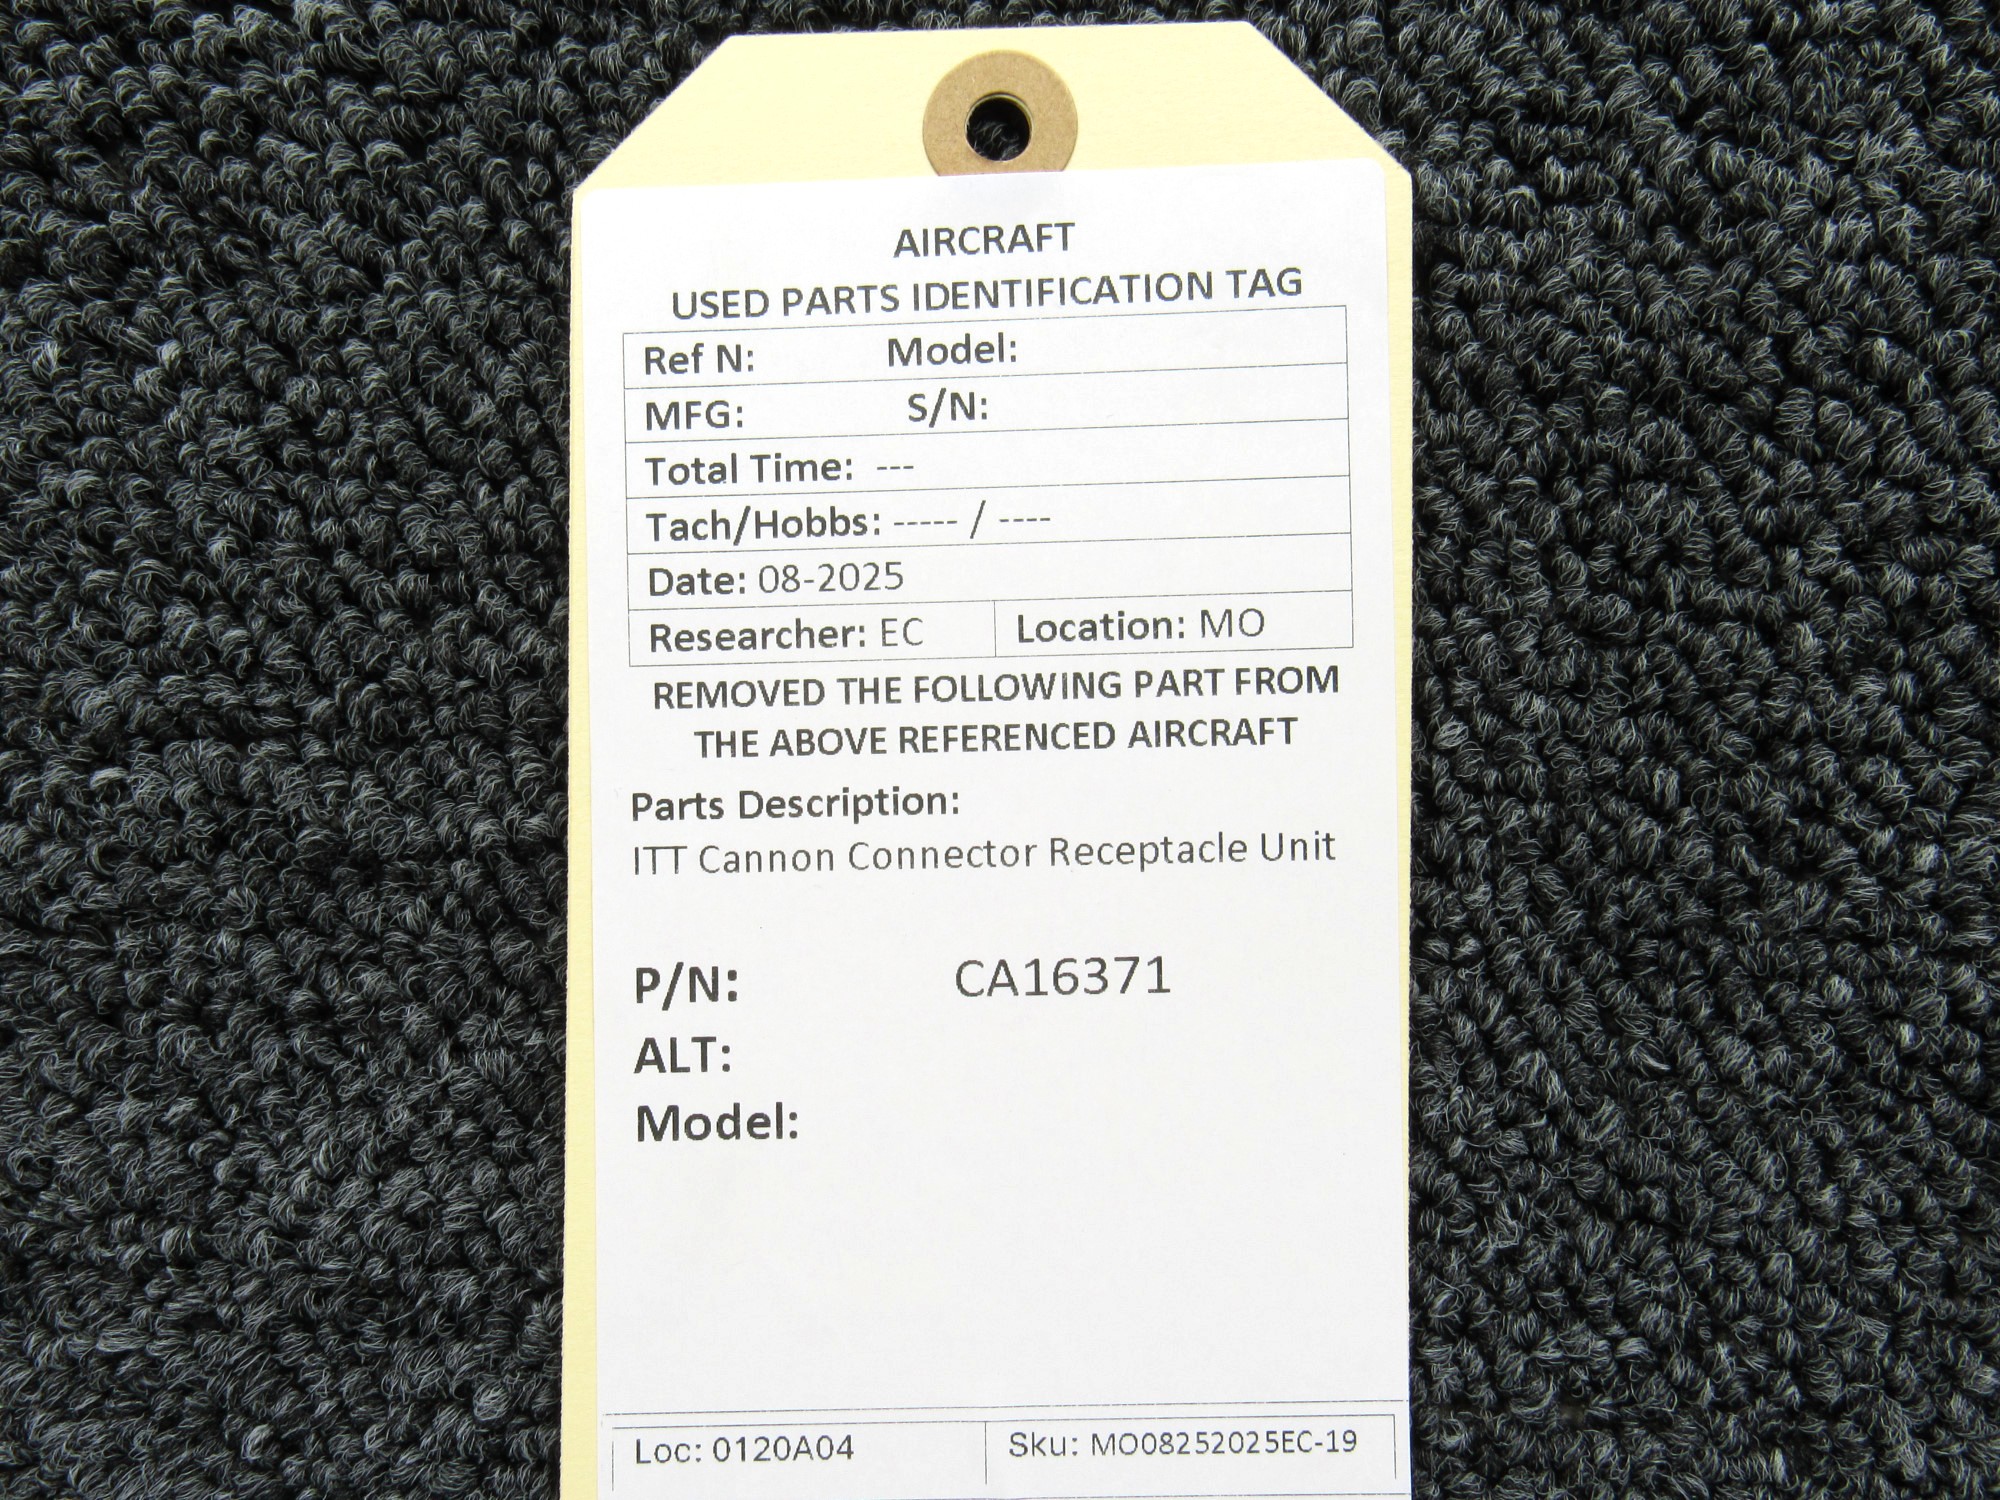 AIRCRAFT
USED PARTS IDENTIFICATION TAG
Ref N: Model:
MFG: S/N:
Total Time: ---
Tach/Hobbs: ----- / ----
Date: 08-2025
Researcher: EC Location: MO
REMOVED THE FOLLOWING PART FROM
THE ABOVE REFERENCED AIRCRAFT
Parts Description:
ITT Cannon Connector Receptacle Unit
P/N: CA16371
ALT:
Model:
Loc: 0120A04 Sku: MO08252025EC-19